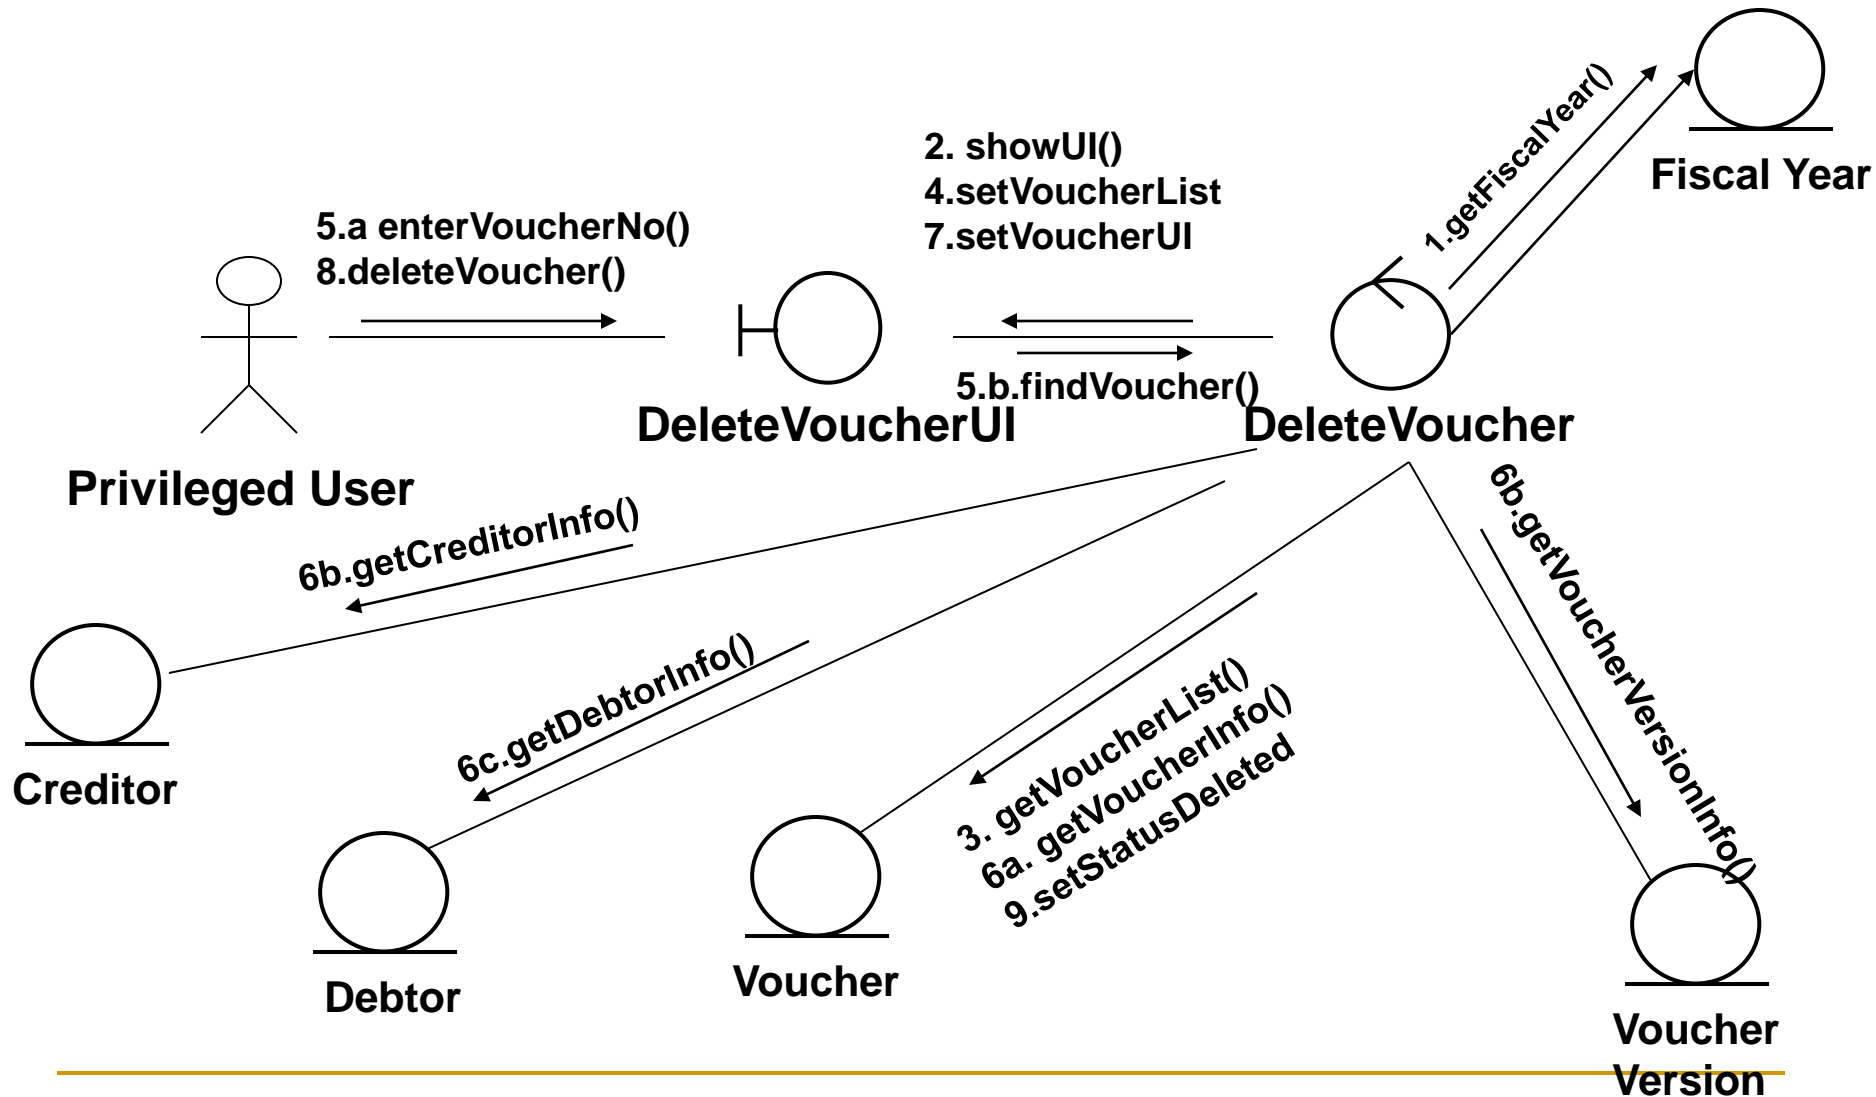 1.getFiscalYear()
Fiscal Year
2. showUI()
4.setVoucherList
7.setVoucherUI
5.a enterVoucherNo()
8.deleteVoucher()
5.b.findVoucher()
DeleteVoucherUI
DeleteVoucher
Privileged User
6b.getCreditorInfo()
6b.getVoucherVersionInfo()
6c.getDebtorInfo()
3. getVoucherList()
6a. getVoucherInfo()
9.setStatusDeleted
Creditor
Debtor
Voucher
Voucher
Version